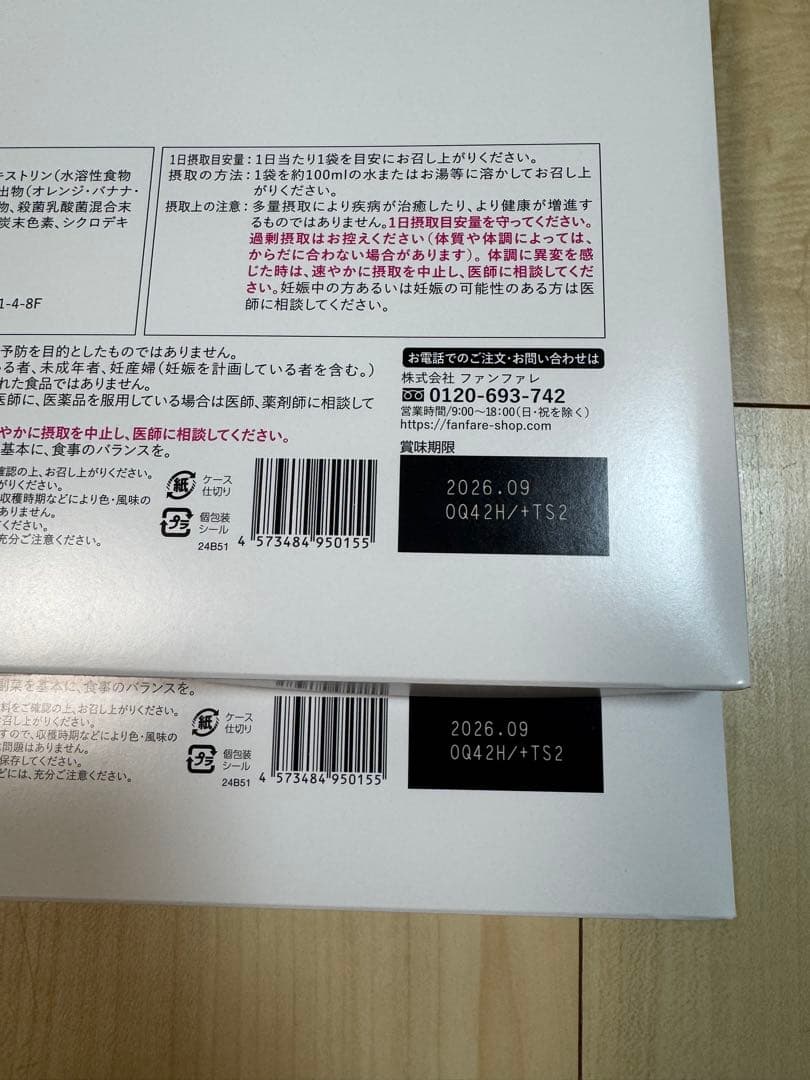 キストリン（水溶性食物
出物（オレンジ・バナナ・
物、殺菌乳酸菌混合末
炭末色素、シクロデキ
1-4-8F
1日摂取目安量：1日当たり1袋を目安にお召し上がりください。
摂取の方法：1袋を約100mlの水またはお湯等に溶かしてお召し上
がりください。
摂取上の注意：多量摂取により疾病が治癒したり、より健康が増進す
るものではありません。1日摂取目安量を守ってください。
過剰摂取はお控えください（体質や体調によっては、
からだに合わない場合があります）。体調に異変を感
じた時は、速やかに摂取を中止し、医師に相談してくだ
さい。妊娠中の方あるいは妊娠の可能性のある方は医
師に相談してください。
予防を目的としたものではありません。
る者、未成年者、妊産婦（妊娠を計画している者を含む。）
れた食品ではありません。
医師に、医薬品を服用している場合は医師、薬剤師に相談して
やかに摂取を中止し、医師に相談してください。
基本に、食事のバランスを。
確認の上、お召し上がりください。
がりください。
収穫時期などにより色・風味の
ありません。
ください。
充分ご注意ください。
紙
ケース
仕切り
プラ
個包装
シール
24B51
4 573484 950155
お電話でのご注文・お問い合わせは
株式会社 ファンファレ
0120-693-742
営業時間/9:00～18:00（日・祝を除く）
https://fanfare-shop.com
賞味期限
2026.09
0Q42H/+TS2
副菜を基本に、食事のバランスを。
料をご確認の上、お召し上がりください。
お召し上がりください。
すので、収穫時期などにより色・風味の
問題はありません。
保存してください。
どには、充分ご注意ください。
紙
ケース
仕切り
プラ
個包装
シール
24B51
4 573484 950155
2026.09
0Q42H/+TS2